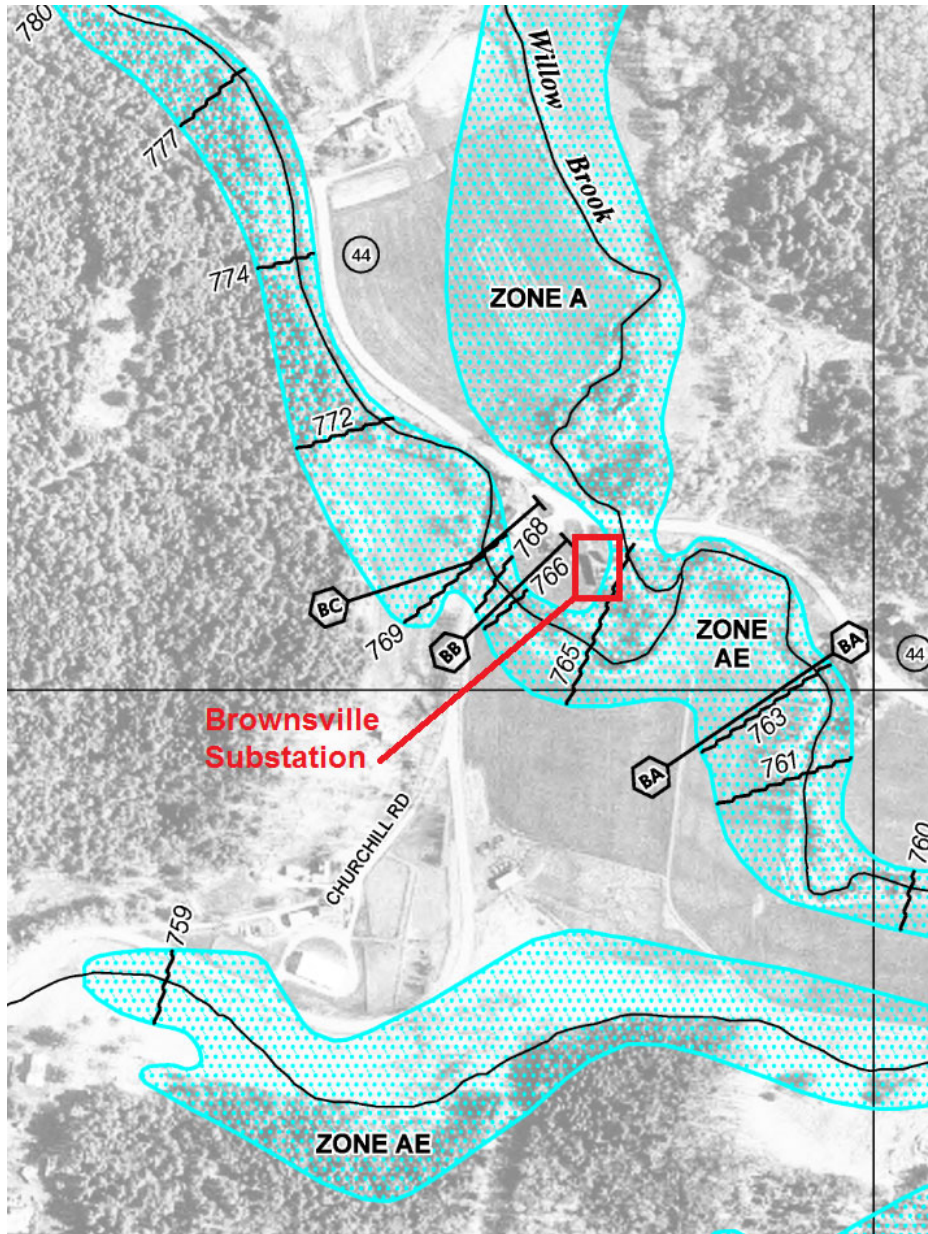 780
Willow
777
Brook
44
774
ZONE A
772
768
766
BC
769
BB
765
ZONE
AE
BA
44
Brownsville
Substation
763
BA
761
CHURCHILL RD
760
759
ZONE AE